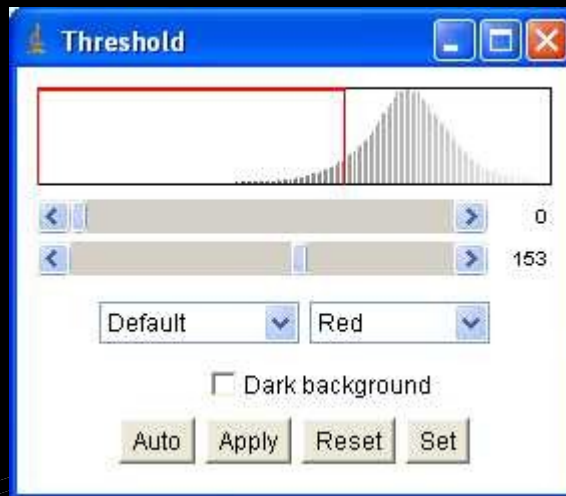 Threshold
0
153
Default Red
Dark background
Auto Apply Reset Set